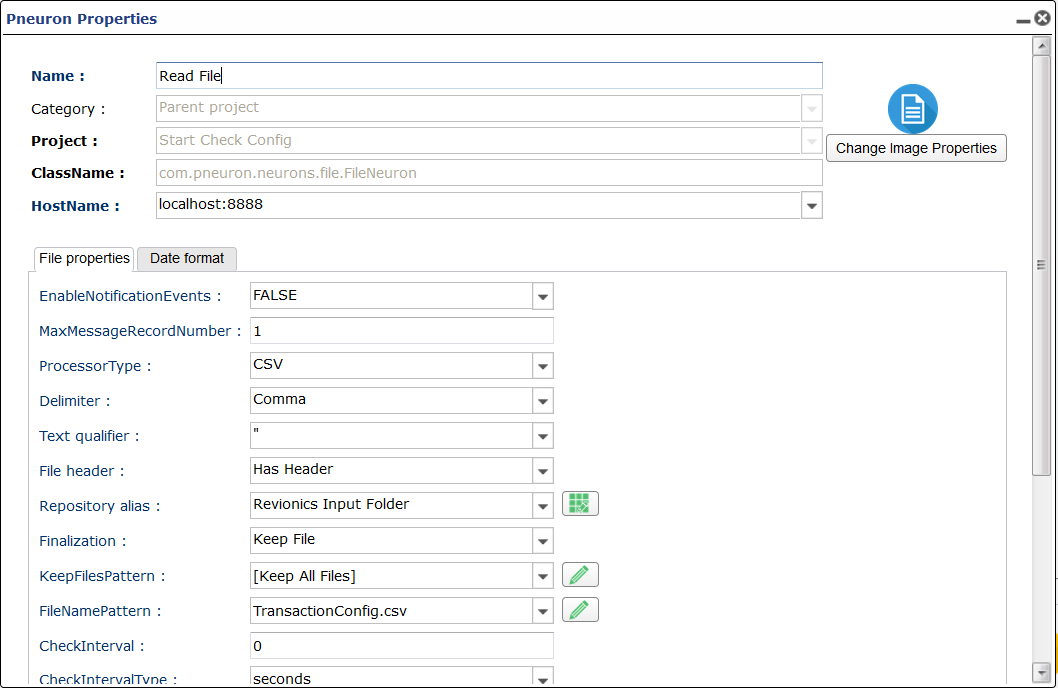 Pneuron Properties
Name : Read File
Category : Parent project
Project : Start Check Config
Change Image Properties
ClassName : com.pneuron.neurons.file.FileNeuron
HostName : localhost:8888
File properties Date format
EnableNotificationEvents : FALSE
MaxMessageRecordNumber : 1
ProcessorType : CSV
Delimiter : Comma
Text qualifier : "
File header : Has Header
Repository alias : Revionics Input Folder
Finalization : Keep File
KeepFilesPattern : [Keep All Files]
FileNamePattern : TransactionConfig.csv
CheckInterval : 0
CheckIntervalType : seconds